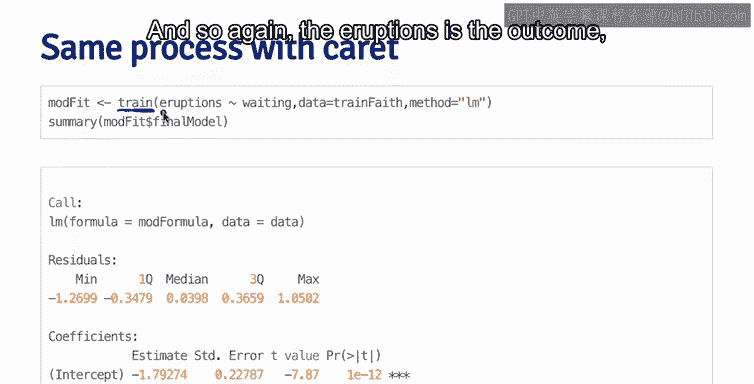 And so again, the eruptions is the outcome,
Same process with caret
modFit <- train(eruptions ~ waiting,data=trainFaith,method="lm")
summary(modFit$finalModel)
Call:
lm(formula = modFormula, data = data)
Residuals:
Min 1Q Median 3Q Max
-1.2699 -0.3479 0.0398 0.3659 1.0502
Coefficients:
Estimate Std. Error t value Pr(>|t|)
(Intercept) -1.79274 0.22787 -7.87 1e-12 ***